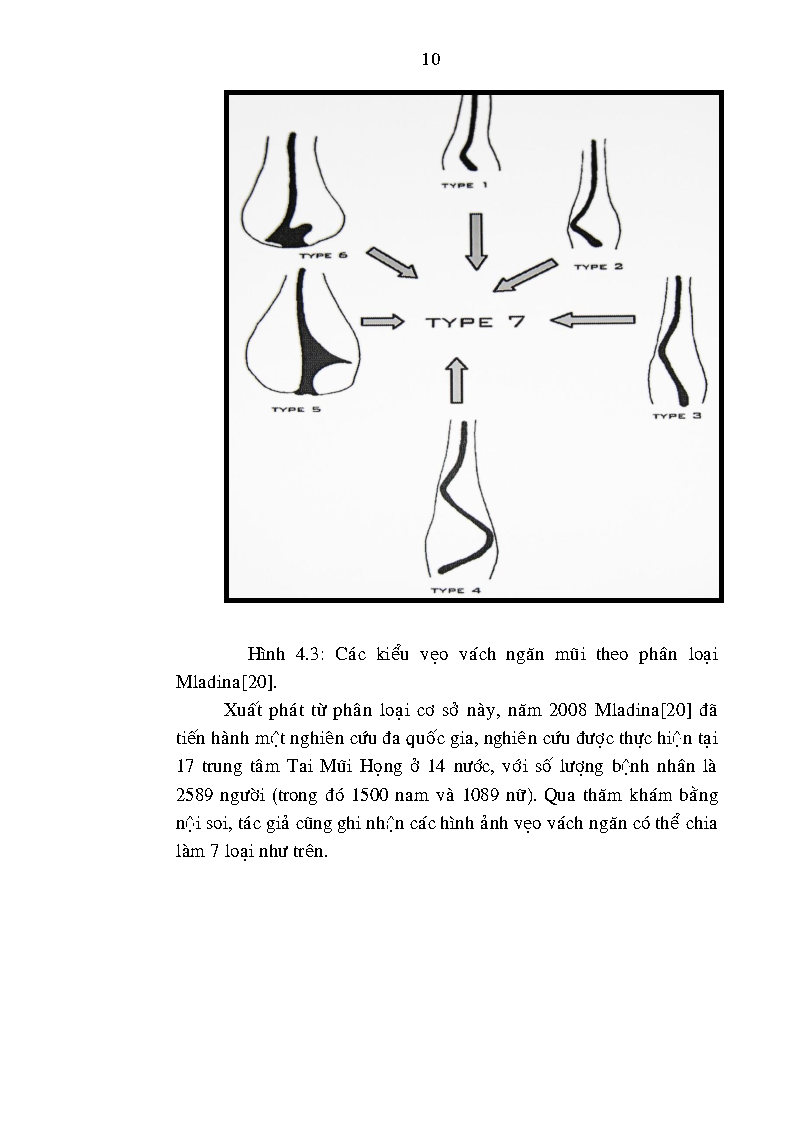 10
TYPE 1
TYPE 6
TYPE 2
TYPE 7
TYPE 5
TYPE 3
TYPE 4
Hình 4.3: Các kiểu vẹo vách ngăn mũi theo phân loại
Mladina[20].
Xuất phát từ phân loại cơ sở này, năm 2008 Mladina[20] đã
tiến hành một nghiên cứu đa quốc gia, nghiên cứu được thực hiện tại
17 trung tâm Tai Mũi Họng ở 14 nước, với số lượng bệnh nhân là
2589 người (trong đó 1500 nam và 1089 nữ). Qua thăm khám bằng
nội soi, tác giả cũng ghi nhận các hình ảnh vẹo vách ngăn có thể chia
làm 7 loại như trên.